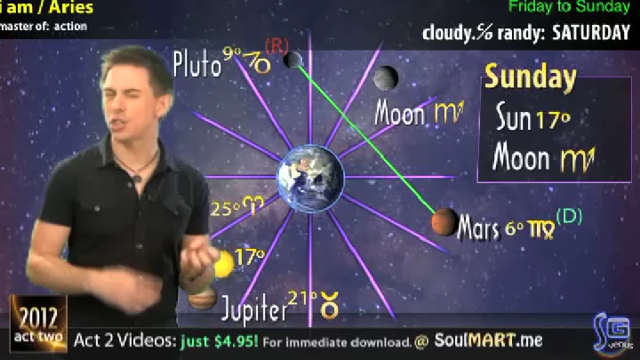 i am / Aries
master of: action
Friday to Sunday
cloudy.℅ randy: SATURDAY
Pluto 9° ♑ (R)
Moon ♏
Sunday
Sun 17°
Moon ♏
25° ♈
17°
Mars 6° ♍ (D)
Jupiter 21° ♉
2012
act two
Act 2 Videos: just $4.95! For immediate download. @ SoulMART.me
SG
venus